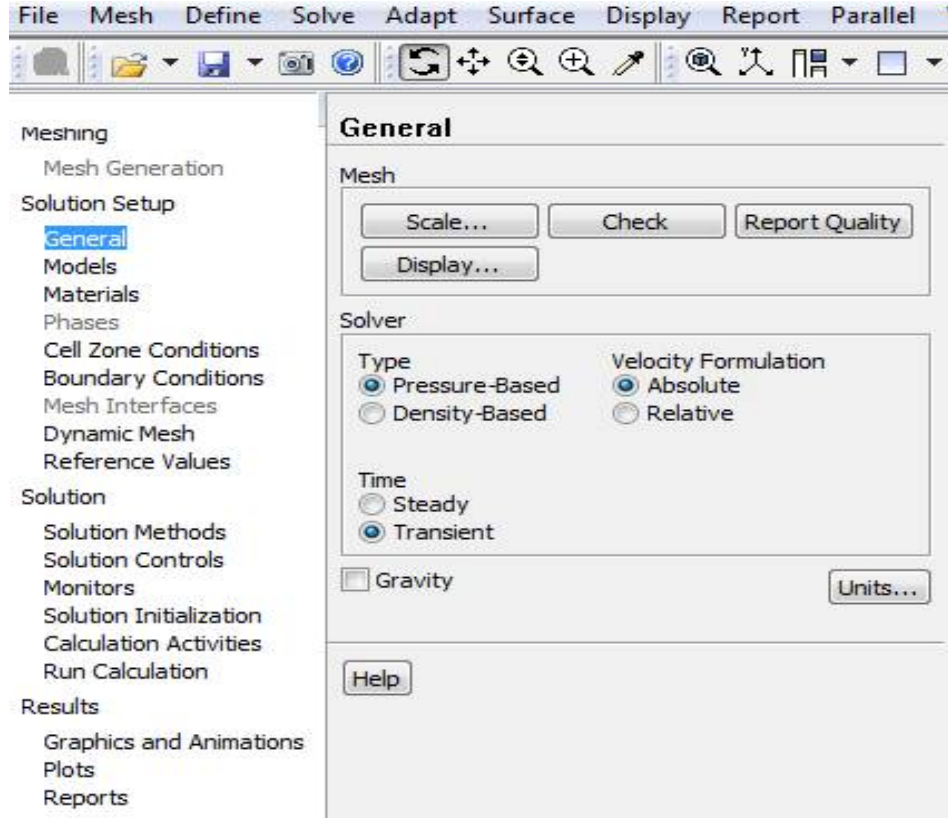 File Mesh Define Solve Adapt Surface Display Report Parallel
Meshing
Mesh Generation
Solution Setup
General
Models
Materials
Phases
Cell Zone Conditions
Boundary Conditions
Mesh Interfaces
Dynamic Mesh
Reference Values
Solution
Solution Methods
Solution Controls
Monitors
Solution Initialization
Calculation Activities
Run Calculation
Results
Graphics and Animations
Plots
Reports
General
Mesh
Scale... Check Report Quality
Display...
Solver
Type Velocity Formulation
Pressure-Based Absolute
Density-Based Relative
Time
Steady
Transient
Gravity Units...
Help